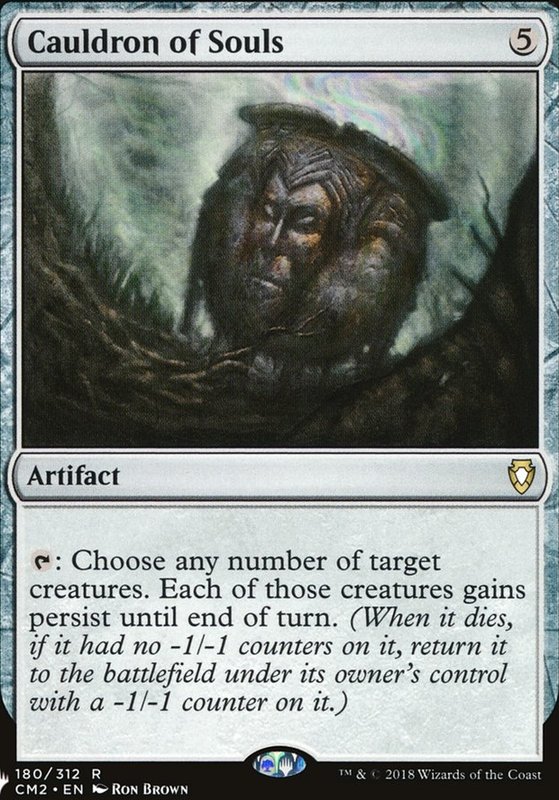 Cauldron of Souls 5
Artifact
: Choose any number of target
creatures. Each of those creatures gains
persist until end of turn. (When it dies,
if it had no -1/-1 counters on it, return it
to the battlefield under its owner's control
with a -1/-1 counter on it.)
180/312 R
CM2 • EN Ron Brown
™ & © 2018 Wizards of the Coast